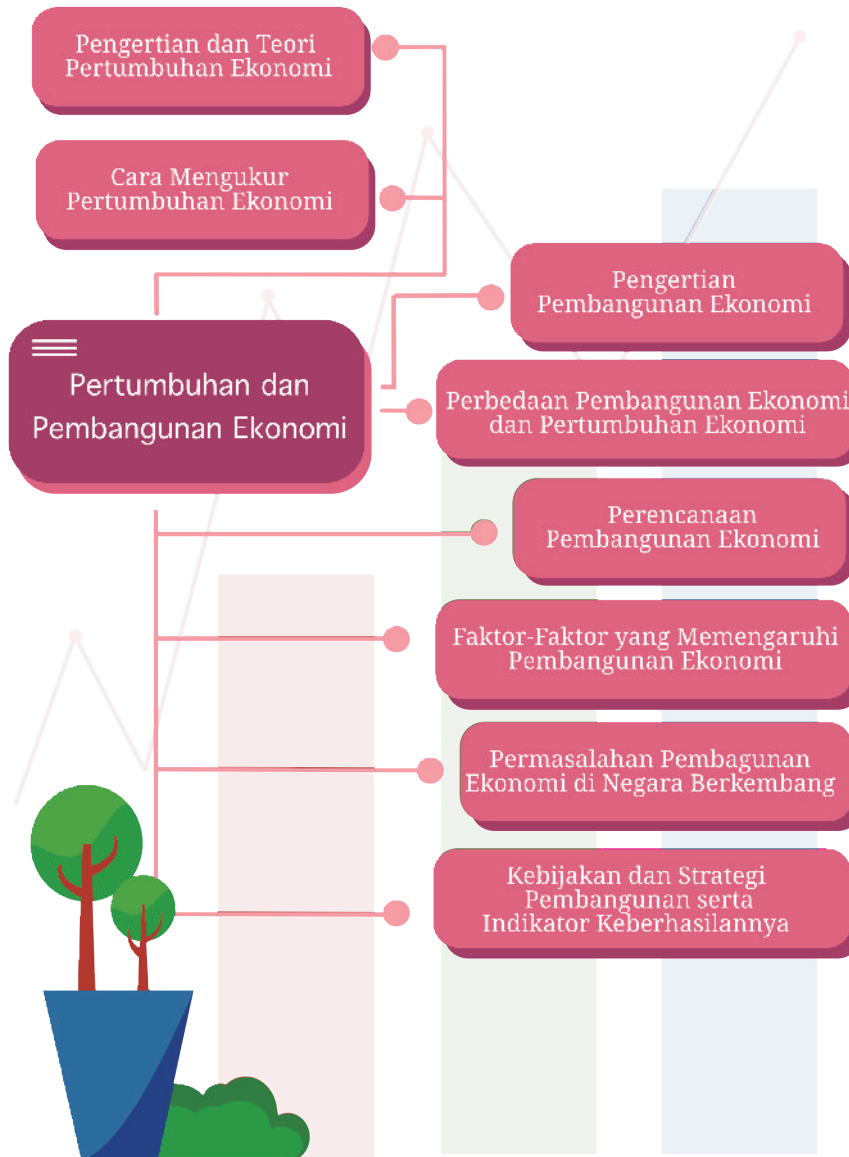 Pengertian dan Teori
Pertumbuhan Ekonomi
Cara Mengukur
Pertumbuhan Ekonomi
Pertumbuhan dan
Pembangunan Ekonomi
Pengertian
Pembangunan Ekonomi
Perbedaan Pembangunan Ekonomi
dan Pertumbuhan Ekonomi
Perencanaan
Pembangunan Ekonomi
Faktor-Faktor yang Memengaruhi
Pembangunan Ekonomi
Permasalahan Pembagunan
Ekonomi di Negara Berkembang
Kebijakan dan Strategi
Pembangunan serta
Indikator Keberhasilannya